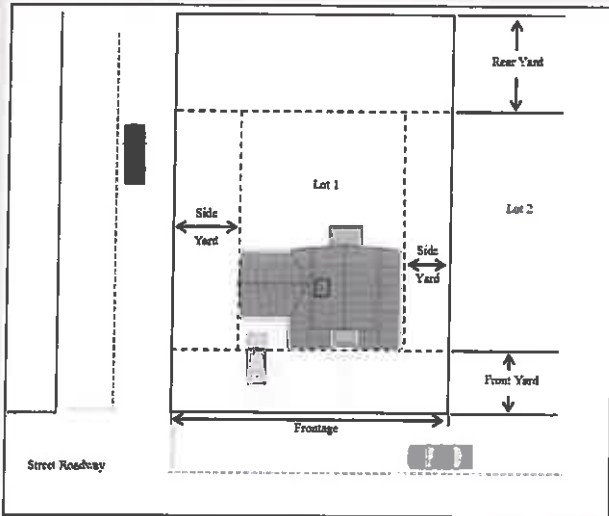 Rear Yard
Lot 1
Lot 2
Side
Yard
Side
Yard
Front Yard
Frontage
Street Roadway